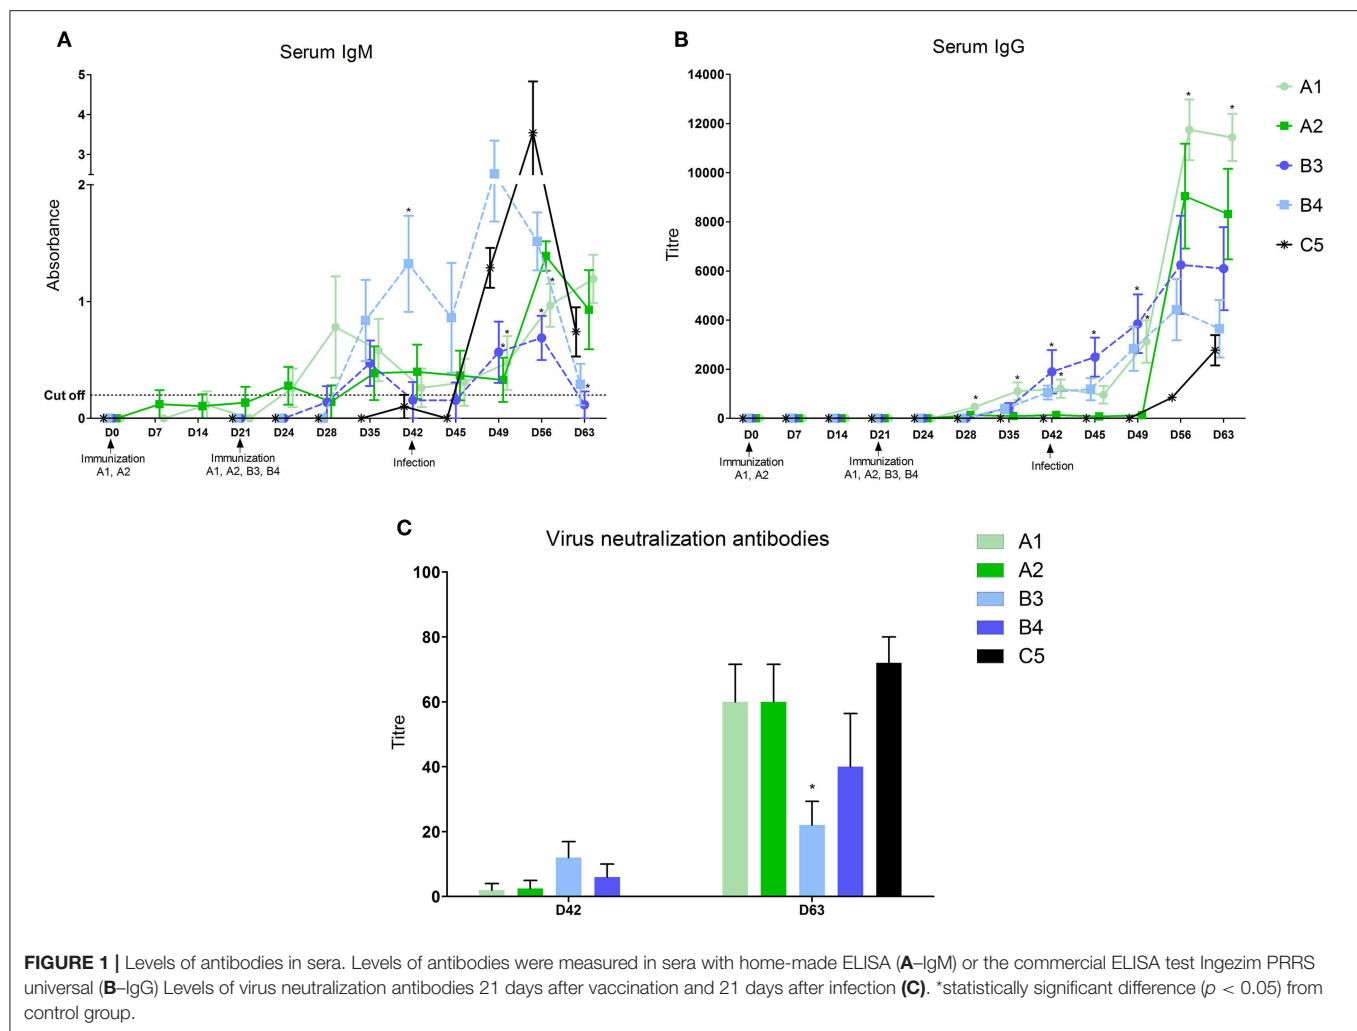 A
Serum IgM
Absorbance
5
4
3
2
1
Cut off
0
D0 D7 D14 D21 D24 D28 D35 D42 D45 D49 D56 D63
Immunization
A1, A2
Immunization
A1, A2, B3, B4
Infection
* * * * * * *
B
Serum IgG
Titre
14000
12000
10000
8000
6000
4000
2000
0
D0 D7 D14 D21 D24 D28 D35 D42 D45 D49 D56 D63
Immunization
A1, A2
Immunization
A1, A2, B3, B4
Infection
* * * * * * * * *
A1
A2
B3
B4
C5
C
Virus neutralization antibodies
Titre
100
80
60
40
20
0
D42 D63
*
A1
A2
B3
B4
C5
FIGURE 1 | Levels of antibodies in sera. Levels of antibodies were measured in sera with home-made ELISA (A–IgM) or the commercial ELISA test Ingezim PRRS
universal (B–IgG) Levels of virus neutralization antibodies 21 days after vaccination and 21 days after infection (C). *statistically significant difference (p < 0.05) from
control group.